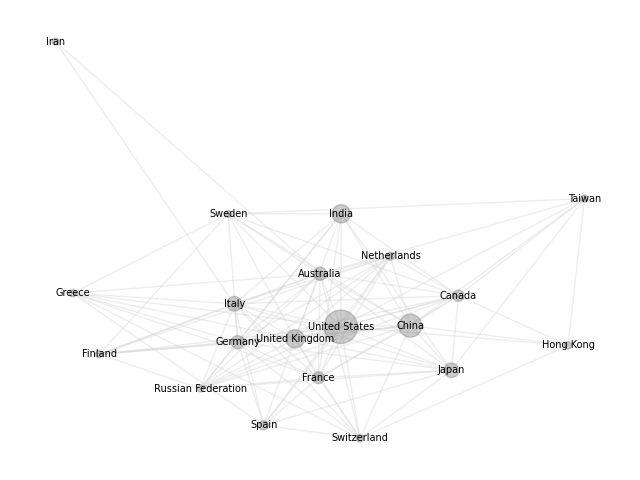 Iran
Taiwan
Sweden
India
Netherlands
Australia
Greece
Canada
Italy
United States
China
Germany
United Kingdom
Hong Kong
Finland
Japan
France
Russian Federation
Spain
Switzerland